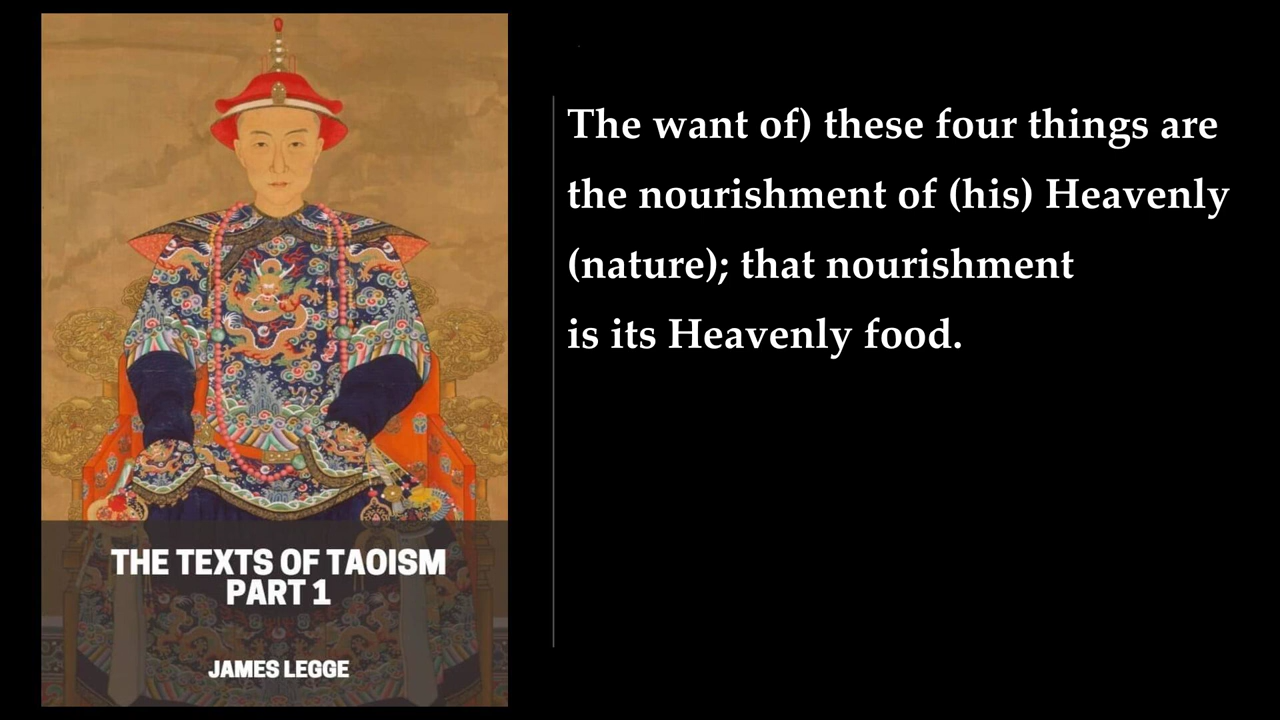 The want of) these four things are
the nourishment of (his) Heavenly
(nature); that nourishment
is its Heavenly food.
THE TEXTS OF TAOISM
PART 1
JAMES LEGGE